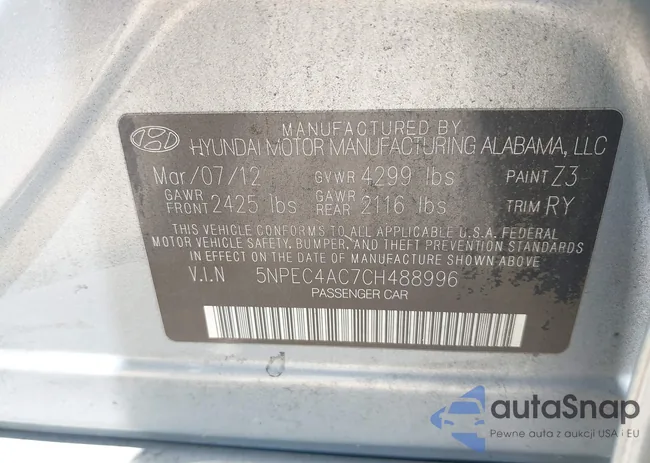 MANUFACTURED BY
HYUNDAI MOTOR MANUFACTURING ALABAMA, LLC
Mar/07/12 GVWR 4299 lbs PAINT Z3
GAWR FRONT 2425 lbs GAWR REAR 2116 lbs TRIM RY
THIS VEHICLE CONFORMS TO ALL APPLICABLE U.S.A. FEDERAL
MOTOR VEHICLE SAFETY, BUMPER, AND THEFT PREVENTION STANDARDS
IN EFFECT ON THE DATE OF MANUFACTURE SHOWN ABOVE
V.I.N 5NPEC4AC7CH488996
PASSENGER CAR
autaSnap
Pewne auta z aukcji USA i EU